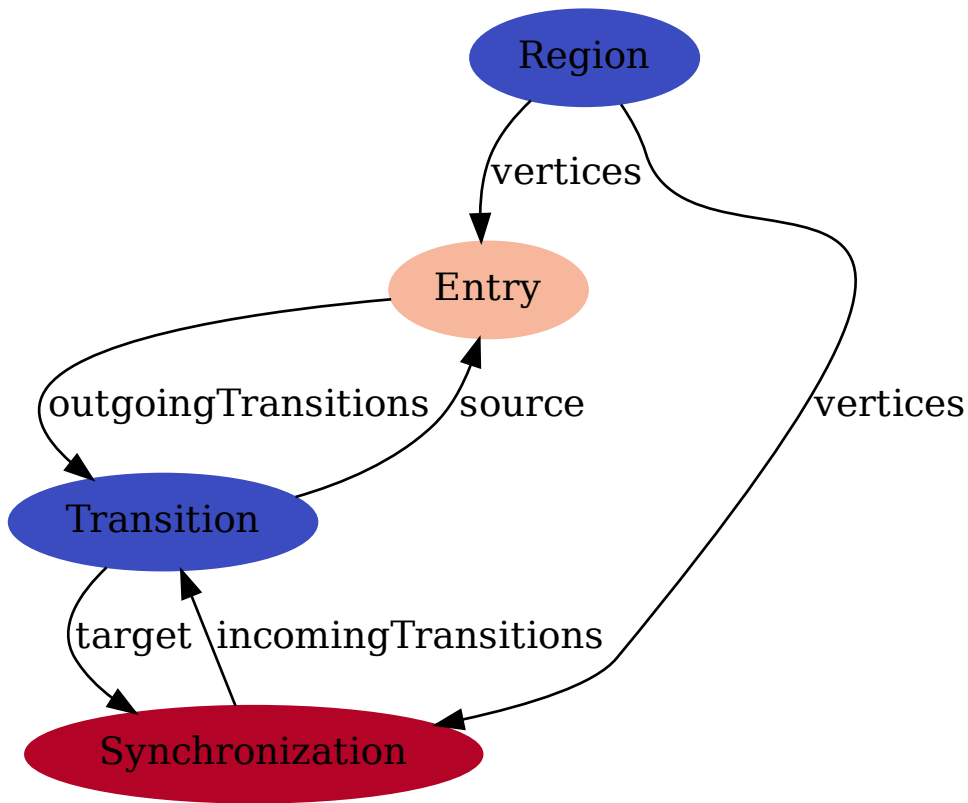 Region
vertices
Entry
outgoingTransitions
source
vertices
Transition
target
incomingTransitions
Synchronization